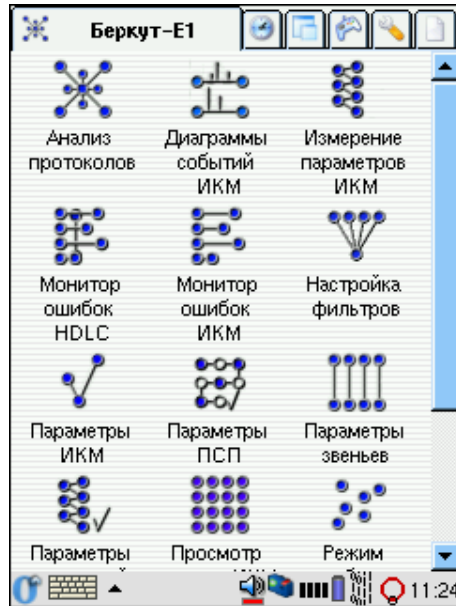 Беркут-E1
Анализ протоколов
Диаграммы событий ИКМ
Измерение параметров ИКМ
Монитор ошибок HDLC
Монитор ошибок ИКМ
Настройка фильтров
Параметры ИКМ
Параметры ПСП
Параметры звеньев
Параметры
Просмотр
Режим
11:24